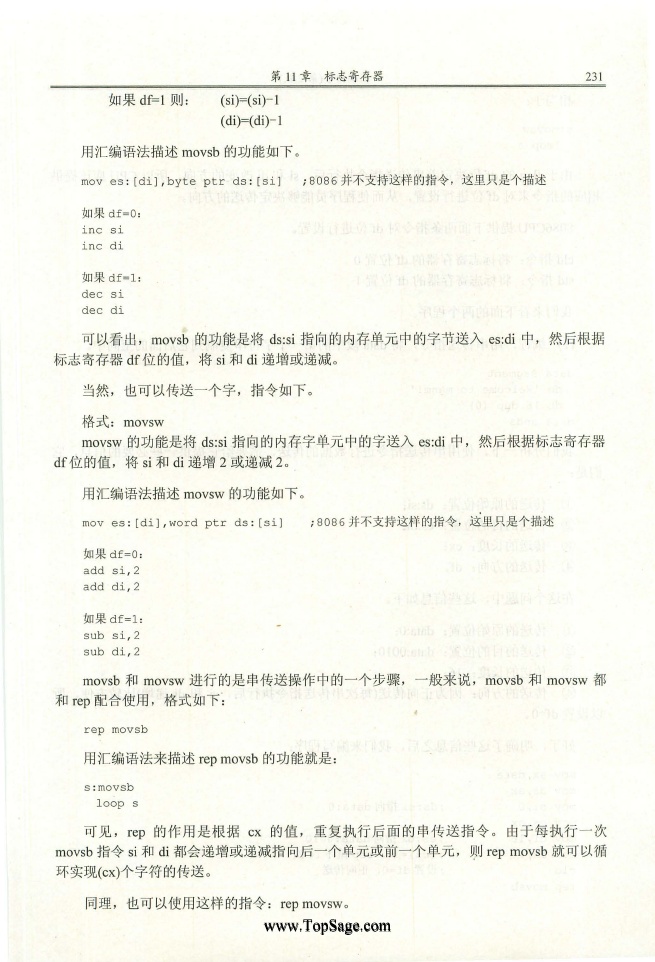 第 11 章 标志寄存器 231
如果 df=1 则: (si)=(si)-1
(di)=(di)-1
用汇编语法描述 movsb 的功能如下。
mov es:[di],byte ptr ds:[si] ;8086 并不支持这样的指令，这里只是个描述
如果 df=0:
inc si
inc di
如果 df=1:
dec si
dec di
可以看出，movsb 的功能是将 ds:si 指向的内存单元中的字节送入 es:di 中，然后根据
标志寄存器 df 位的值，将 si 和 di 递增或递减。
当然，也可以传送一个字，指令如下。
格式：movsw
movsw 的功能是将 ds:si 指向的内存字单元中的字送入 es:di 中，然后根据标志寄存器
df 位的值，将 si 和 di 递增 2 或递减 2。
用汇编语法描述 movsw 的功能如下。
mov es:[di],word ptr ds:[si] ;8086 并不支持这样的指令，这里只是个描述
如果 df=0:
add si,2
add di,2
如果 df=1:
sub si,2
sub di,2
movsb 和 movsw 进行的是串传送操作中的一个步骤，一般来说，movsb 和 movsw 都
和 rep 配合使用，格式如下：
rep movsb
用汇编语法来描述 rep movsb 的功能就是：
s:movsb
loop s
可见，rep 的作用是根据 cx 的值，重复执行后面的串传送指令。由于每执行一次
movsb 指令 si 和 di 都会递增或递减指向后一个单元或前一个单元，则 rep movsb 就可以循
环实现(cx)个字符的传送。
同理，也可以使用这样的指令：rep movsw。
www.TopSage.com